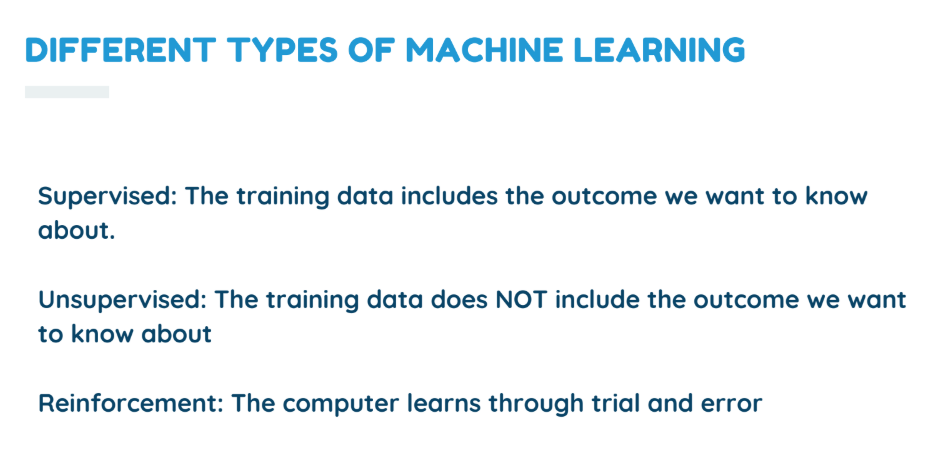 DIFFERENT TYPES OF MACHINE LEARNING
Supervised: The training data includes the outcome we want to know
about.
Unsupervised: The training data does NOT include the outcome we want
to know about
Reinforcement: The computer learns through trial and error